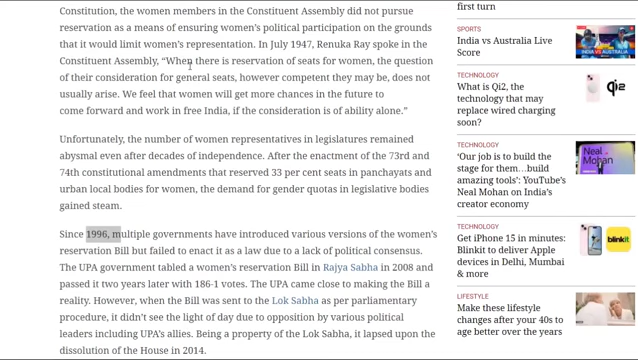 Constitution, the women members in the Constituent Assembly did not pursue
reservation as a means of ensuring women's political participation on the grounds
that it would limit women's representation. In July 1947, Renuka Ray spoke in the
Constituent Assembly, “When there is reservation of seats for women, the question
of their consideration for general seats, however competent they may be, does not
usually arise. We feel that women will get more chances in the future to
come forward and work in free India, if the consideration is of ability alone.”
Unfortunately, the number of women representatives in legislatures remained
abysmal even after decades of independence. After the enactment of the 73rd and
74th constitutional amendments that reserved 33 per cent seats in panchayats and
urban local bodies for women, the demand for gender quotas in legislative bodies
gained steam.
Since 1996, multiple governments have introduced various versions of the women's
reservation Bill but failed to enact it as a law due to a lack of political consensus.
The UPA government tabled a women's reservation Bill in Rajya Sabha in 2008 and
passed it two years later with 186-1 votes. The UPA came close to making the Bill a
reality. However, when the Bill was sent to the Lok Sabha as per parliamentary
procedure, it didn't see the light of day due to opposition by various political
leaders including UPA's allies. Being a property of the Lok Sabha, it lapsed upon the
dissolution of the House in 2014.
first turn
SPORTS
India vs Australia Live
Score
TECHNOLOGY
What is Qi2, the
technology that may
replace wired charging
soon?
Qi2
TECHNOLOGY
‘Our job is to build the
stage for them…build
amazing tools’: YouTube's
Neal Mohan on India's
creator economy
Neal
Mohan
TECHNOLOGY
Get iPhone 15 in minutes:
Blinkit to deliver Apple
devices in Delhi, Mumbai
& more
blinkit
LIFESTYLE
Make these lifestyle
changes after your 40s to
age better over the years